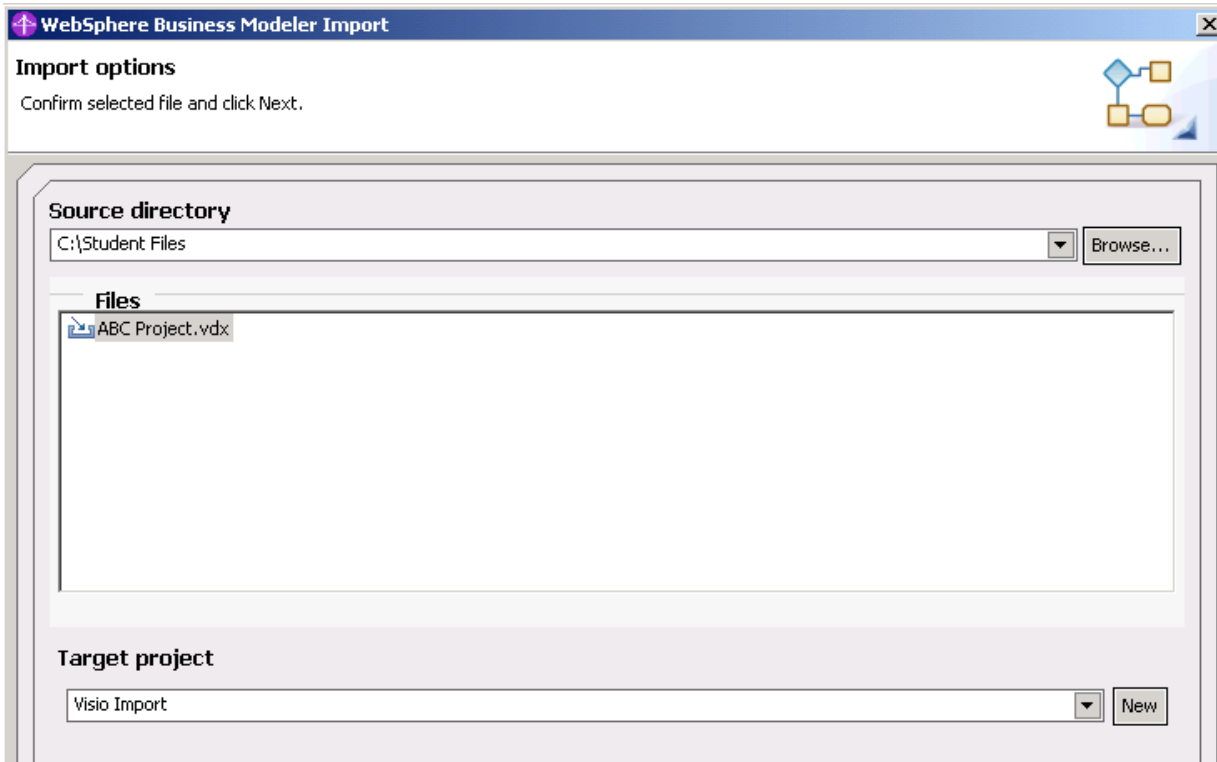 WebSphere Business Modeler Import
Import options
Confirm selected file and click Next.
Source directory
C:\Student Files
Browse...
Files
ABC Project.vdx
Target project
Visio Import
New